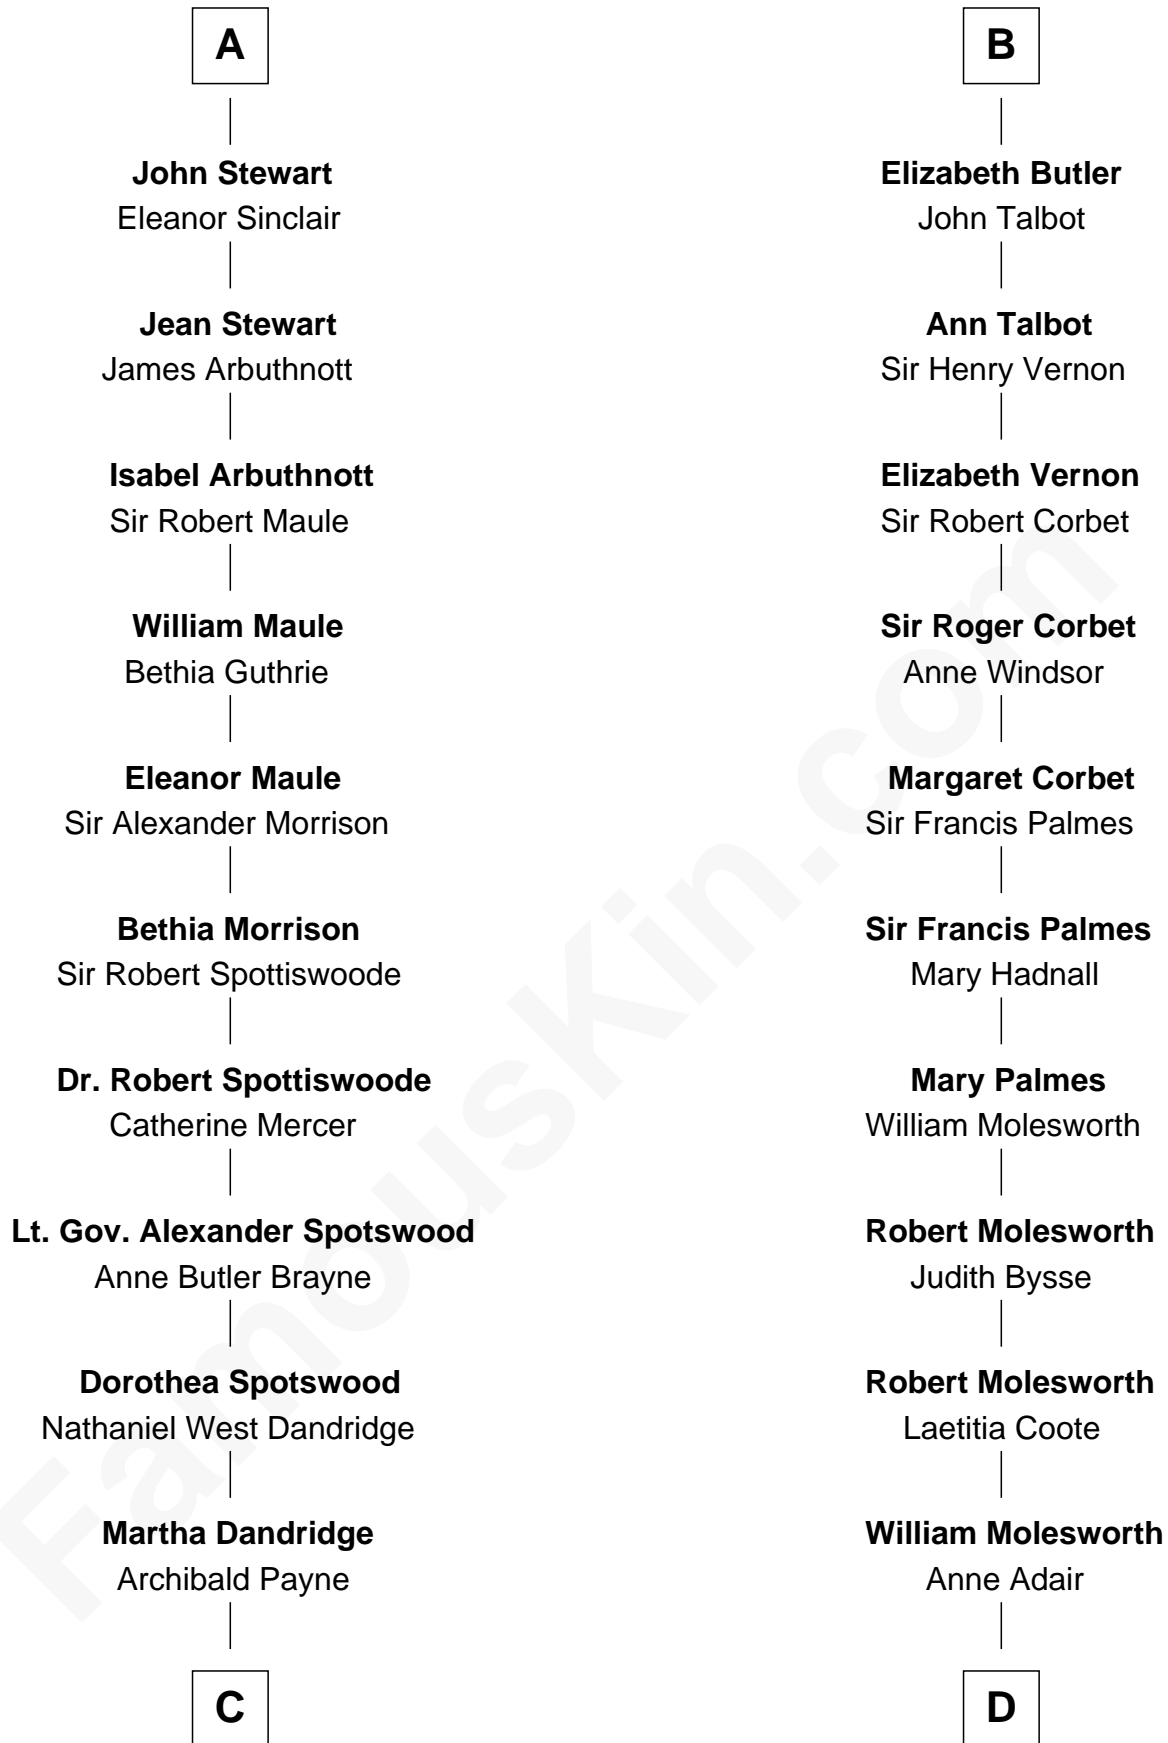 A
John Stewart
Eleanor Sinclair
Jean Stewart
James Arbuthnott
Isabel Arbuthnott
Sir Robert Maule
William Maule
Bethia Guthrie
Eleanor Maule
Sir Alexander Morrison
Bethia Morrison
Sir Robert Spottiswoode
Dr. Robert Spottiswoode
Catherine Mercer
Lt. Gov. Alexander Spotswood
Anne Butler Brayne
Dorothea Spotswood
Nathaniel West Dandridge
Martha Dandridge
Archibald Payne
C
B
Elizabeth Butler
John Talbot
Ann Talbot
Sir Henry Vernon
Elizabeth Vernon
Sir Robert Corbet
Sir Roger Corbet
Anne Windsor
Margaret Corbet
Sir Francis Palmes
Sir Francis Palmes
Mary Hadnall
Mary Palmes
William Molesworth
Robert Molesworth
Judith Bysse
Robert Molesworth
Laetitia Coote
William Molesworth
Anne Adair
D
FamousKin.com